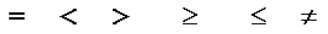 = < > ≥ ≤ ≠